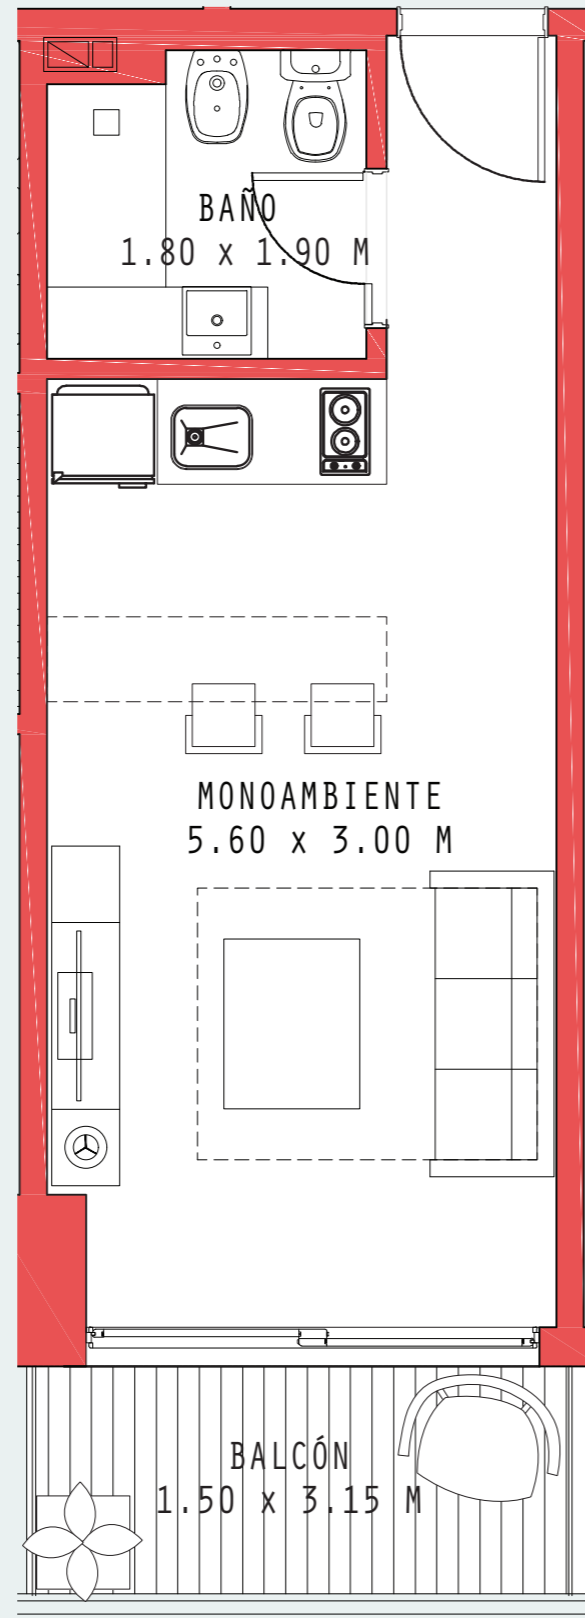 BAÑO
1.80 x 1.90 M
MONOAMBIENTE
5.60 x 3.00 M
BALCÓN
1.50 x 3.15 M